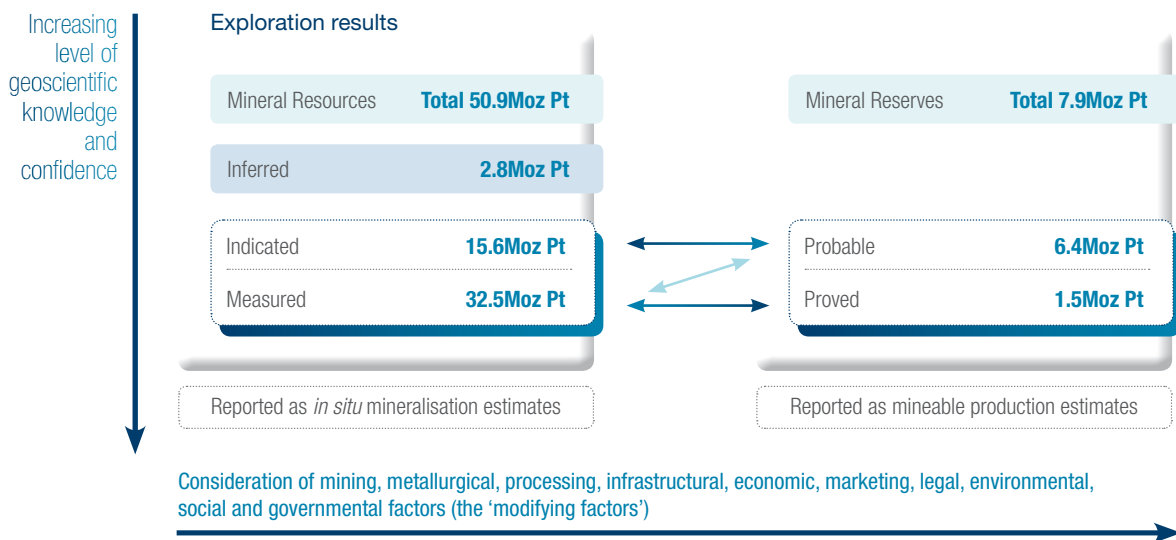 Increasing
level of
geoscientific
knowledge
and
confidence
Exploration results
Mineral Resources Total 50.9Moz Pt
Inferred 2.8Moz Pt
Indicated 15.6Moz Pt
Measured 32.5Moz Pt
Reported as in situ mineralisation estimates
Mineral Reserves Total 7.9Moz Pt
Probable 6.4Moz Pt
Proved 1.5Moz Pt
Reported as mineable production estimates
Consideration of mining, metallurgical, processing, infrastructural, economic, marketing, legal, environmental,
social and governmental factors (the ‘modifying factors’)